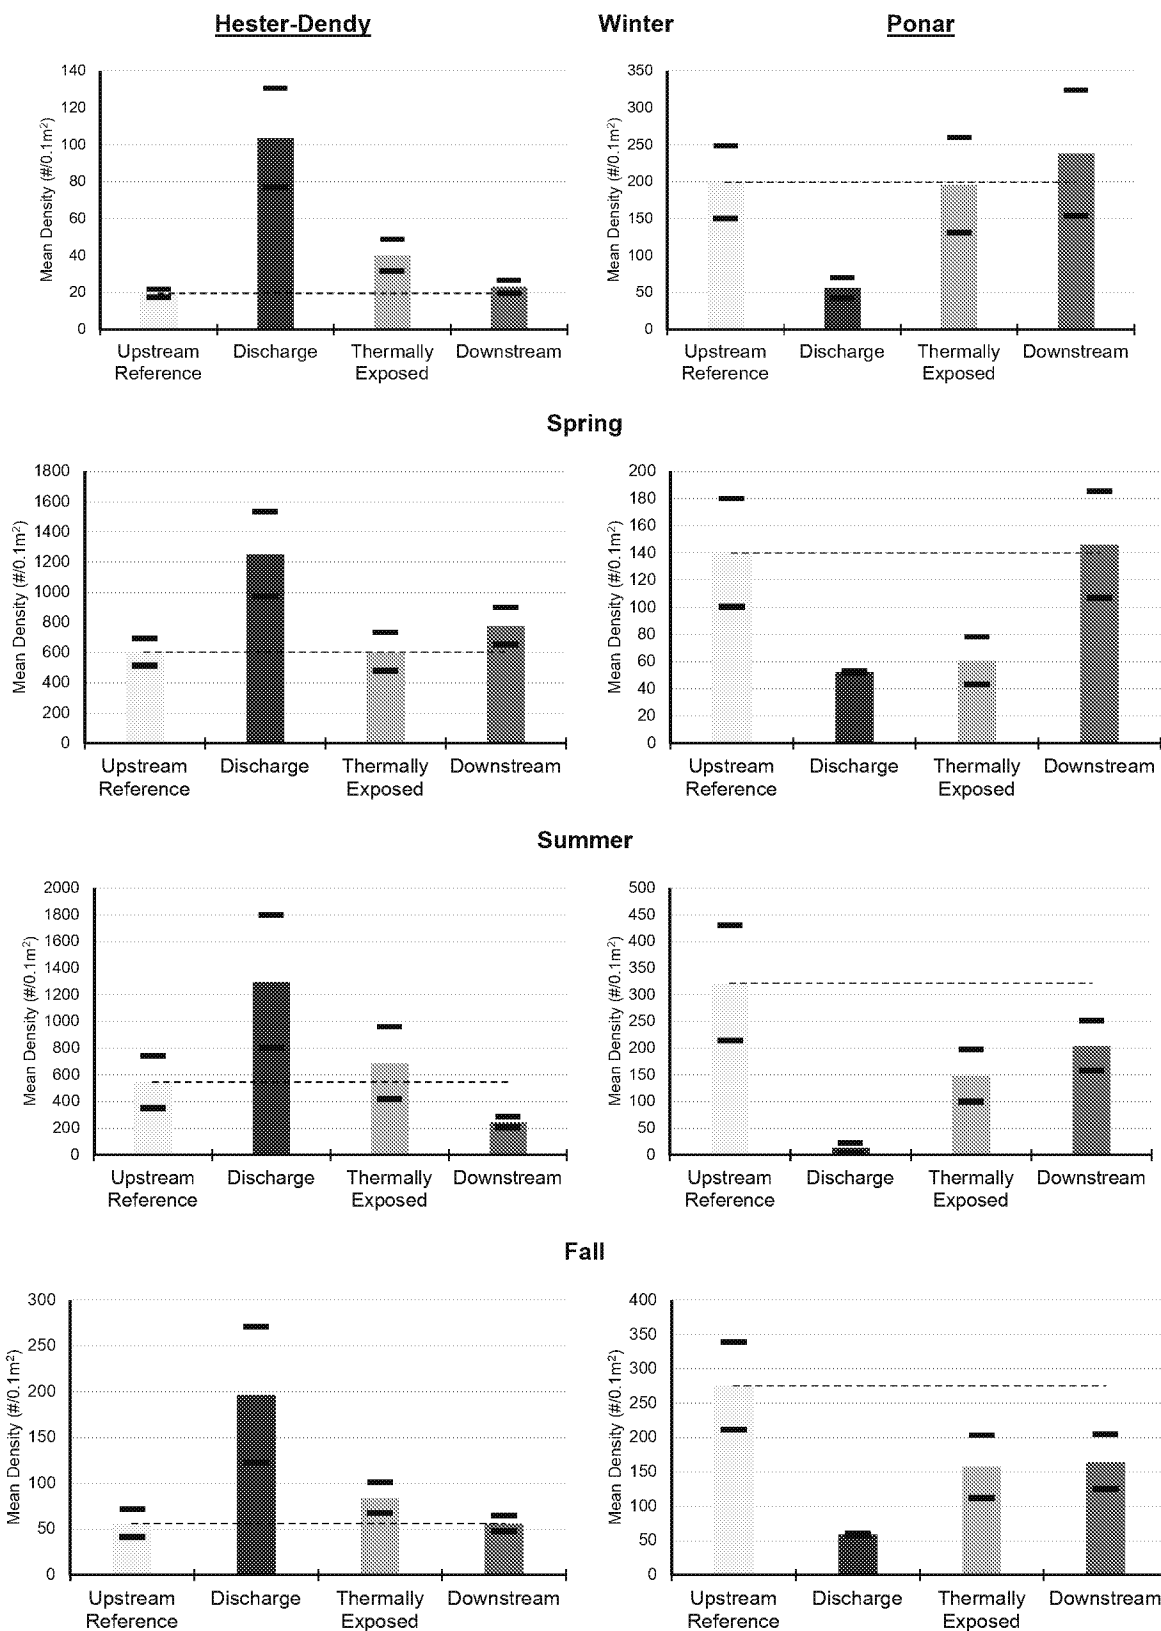 Hester-Dendy Winter Ponar
Mean Density (#/0.1m²)
140
120
100
80
60
40
20
0
Upstream Reference
Discharge
Thermally Exposed
Downstream
Mean Density (#/0.1m²)
350
300
250
200
150
100
50
0
Upstream Reference
Discharge
Thermally Exposed
Downstream
Spring
Mean Density (#/0.1m²)
1800
1600
1400
1200
1000
800
600
400
200
0
Upstream Reference
Discharge
Thermally Exposed
Downstream
Mean Density (#/0.1m²)
200
180
160
140
120
100
80
60
40
20
0
Upstream Reference
Discharge
Thermally Exposed
Downstream
Summer
Mean Density (#/0.1m²)
2000
1800
1600
1400
1200
1000
800
600
400
200
0
Upstream Reference
Discharge
Thermally Exposed
Downstream
Mean Density (#/0.1m²)
500
450
400
350
300
250
200
150
100
50
0
Upstream Reference
Discharge
Thermally Exposed
Downstream
Fall
Mean Density (#/0.1m²)
300
250
200
150
100
50
0
Upstream Reference
Discharge
Thermally Exposed
Downstream
Mean Density (#/0.1m²)
400
350
300
250
200
150
100
50
0
Upstream Reference
Discharge
Thermally Exposed
Downstream